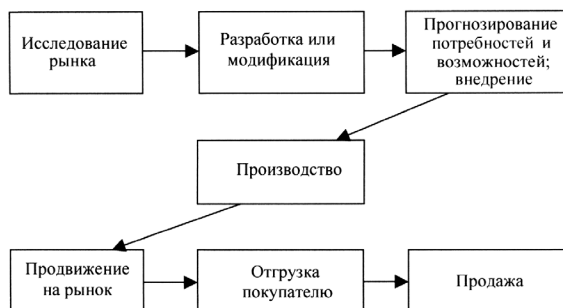 Исследование
рынка
Разработка или
модификация
Прогнозирование
потребностей и
возможностей;
внедрение
Производство
Продвижение
на рынок
Отгрузка
покупателю
Продажа